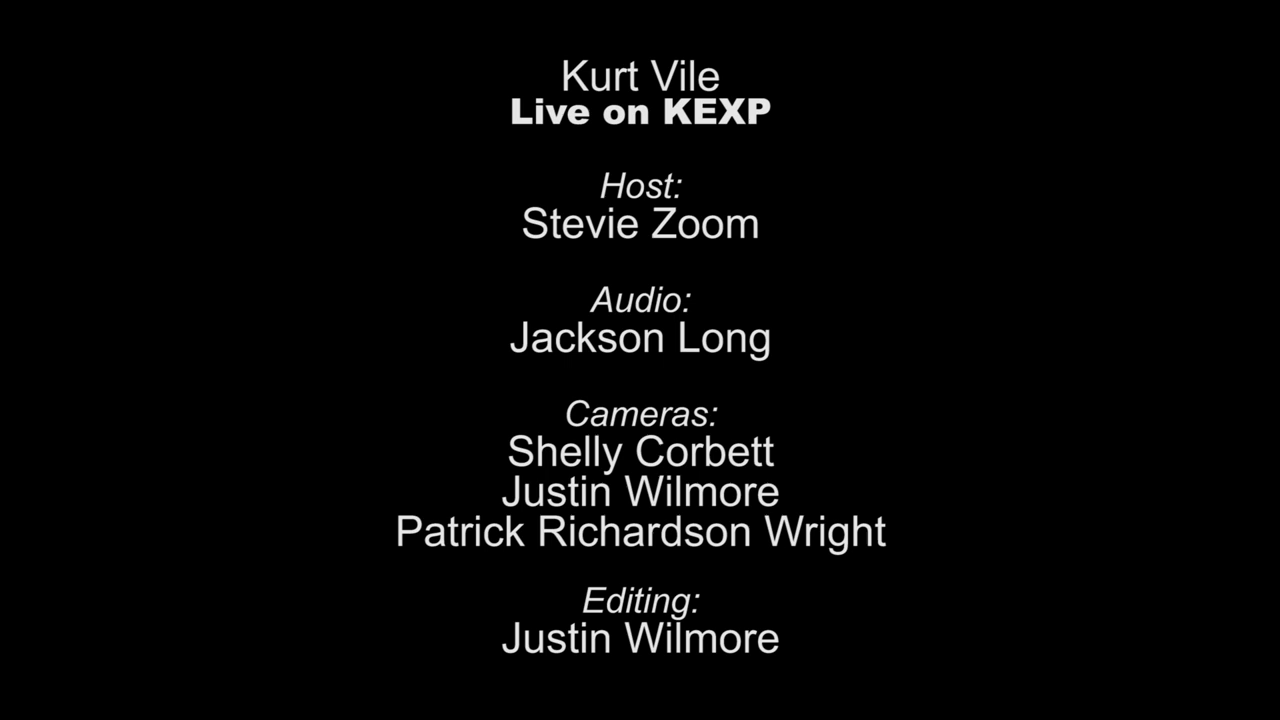 Kurt Vile
Live on KEXP
Host:
Stevie Zoom
Audio:
Jackson Long
Cameras:
Shelly Corbett
Justin Wilmore
Patrick Richardson Wright
Editing:
Justin Wilmore